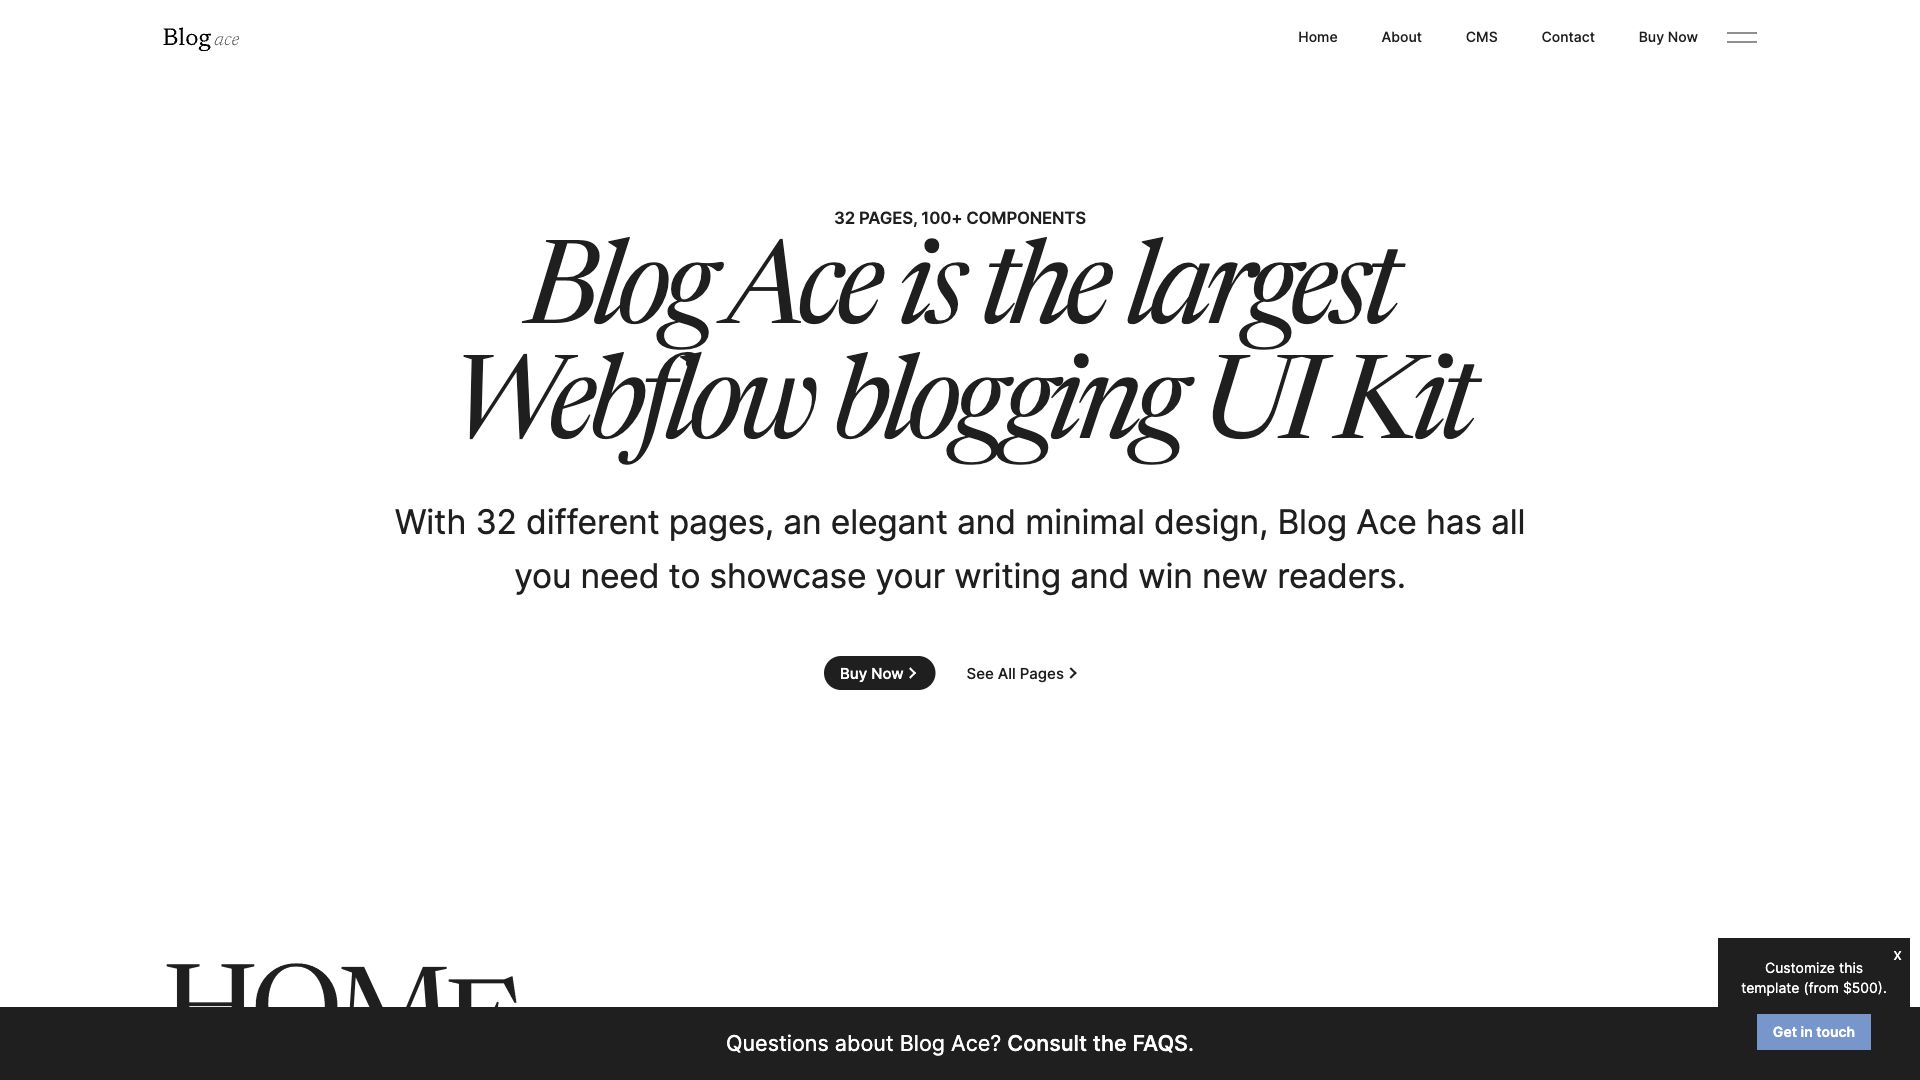 Blog ace
Home About CMS Contact Buy Now
32 PAGES, 100+ COMPONENTS
Blog Ace is the largest
Webflow blogging UI Kit
With 32 different pages, an elegant and minimal design, Blog Ace has all
you need to showcase your writing and win new readers.
Buy Now
See All Pages
HOME
X
Customize this
template (from $500).
Get in touch
Questions about Blog Ace? Consult the FAQS.